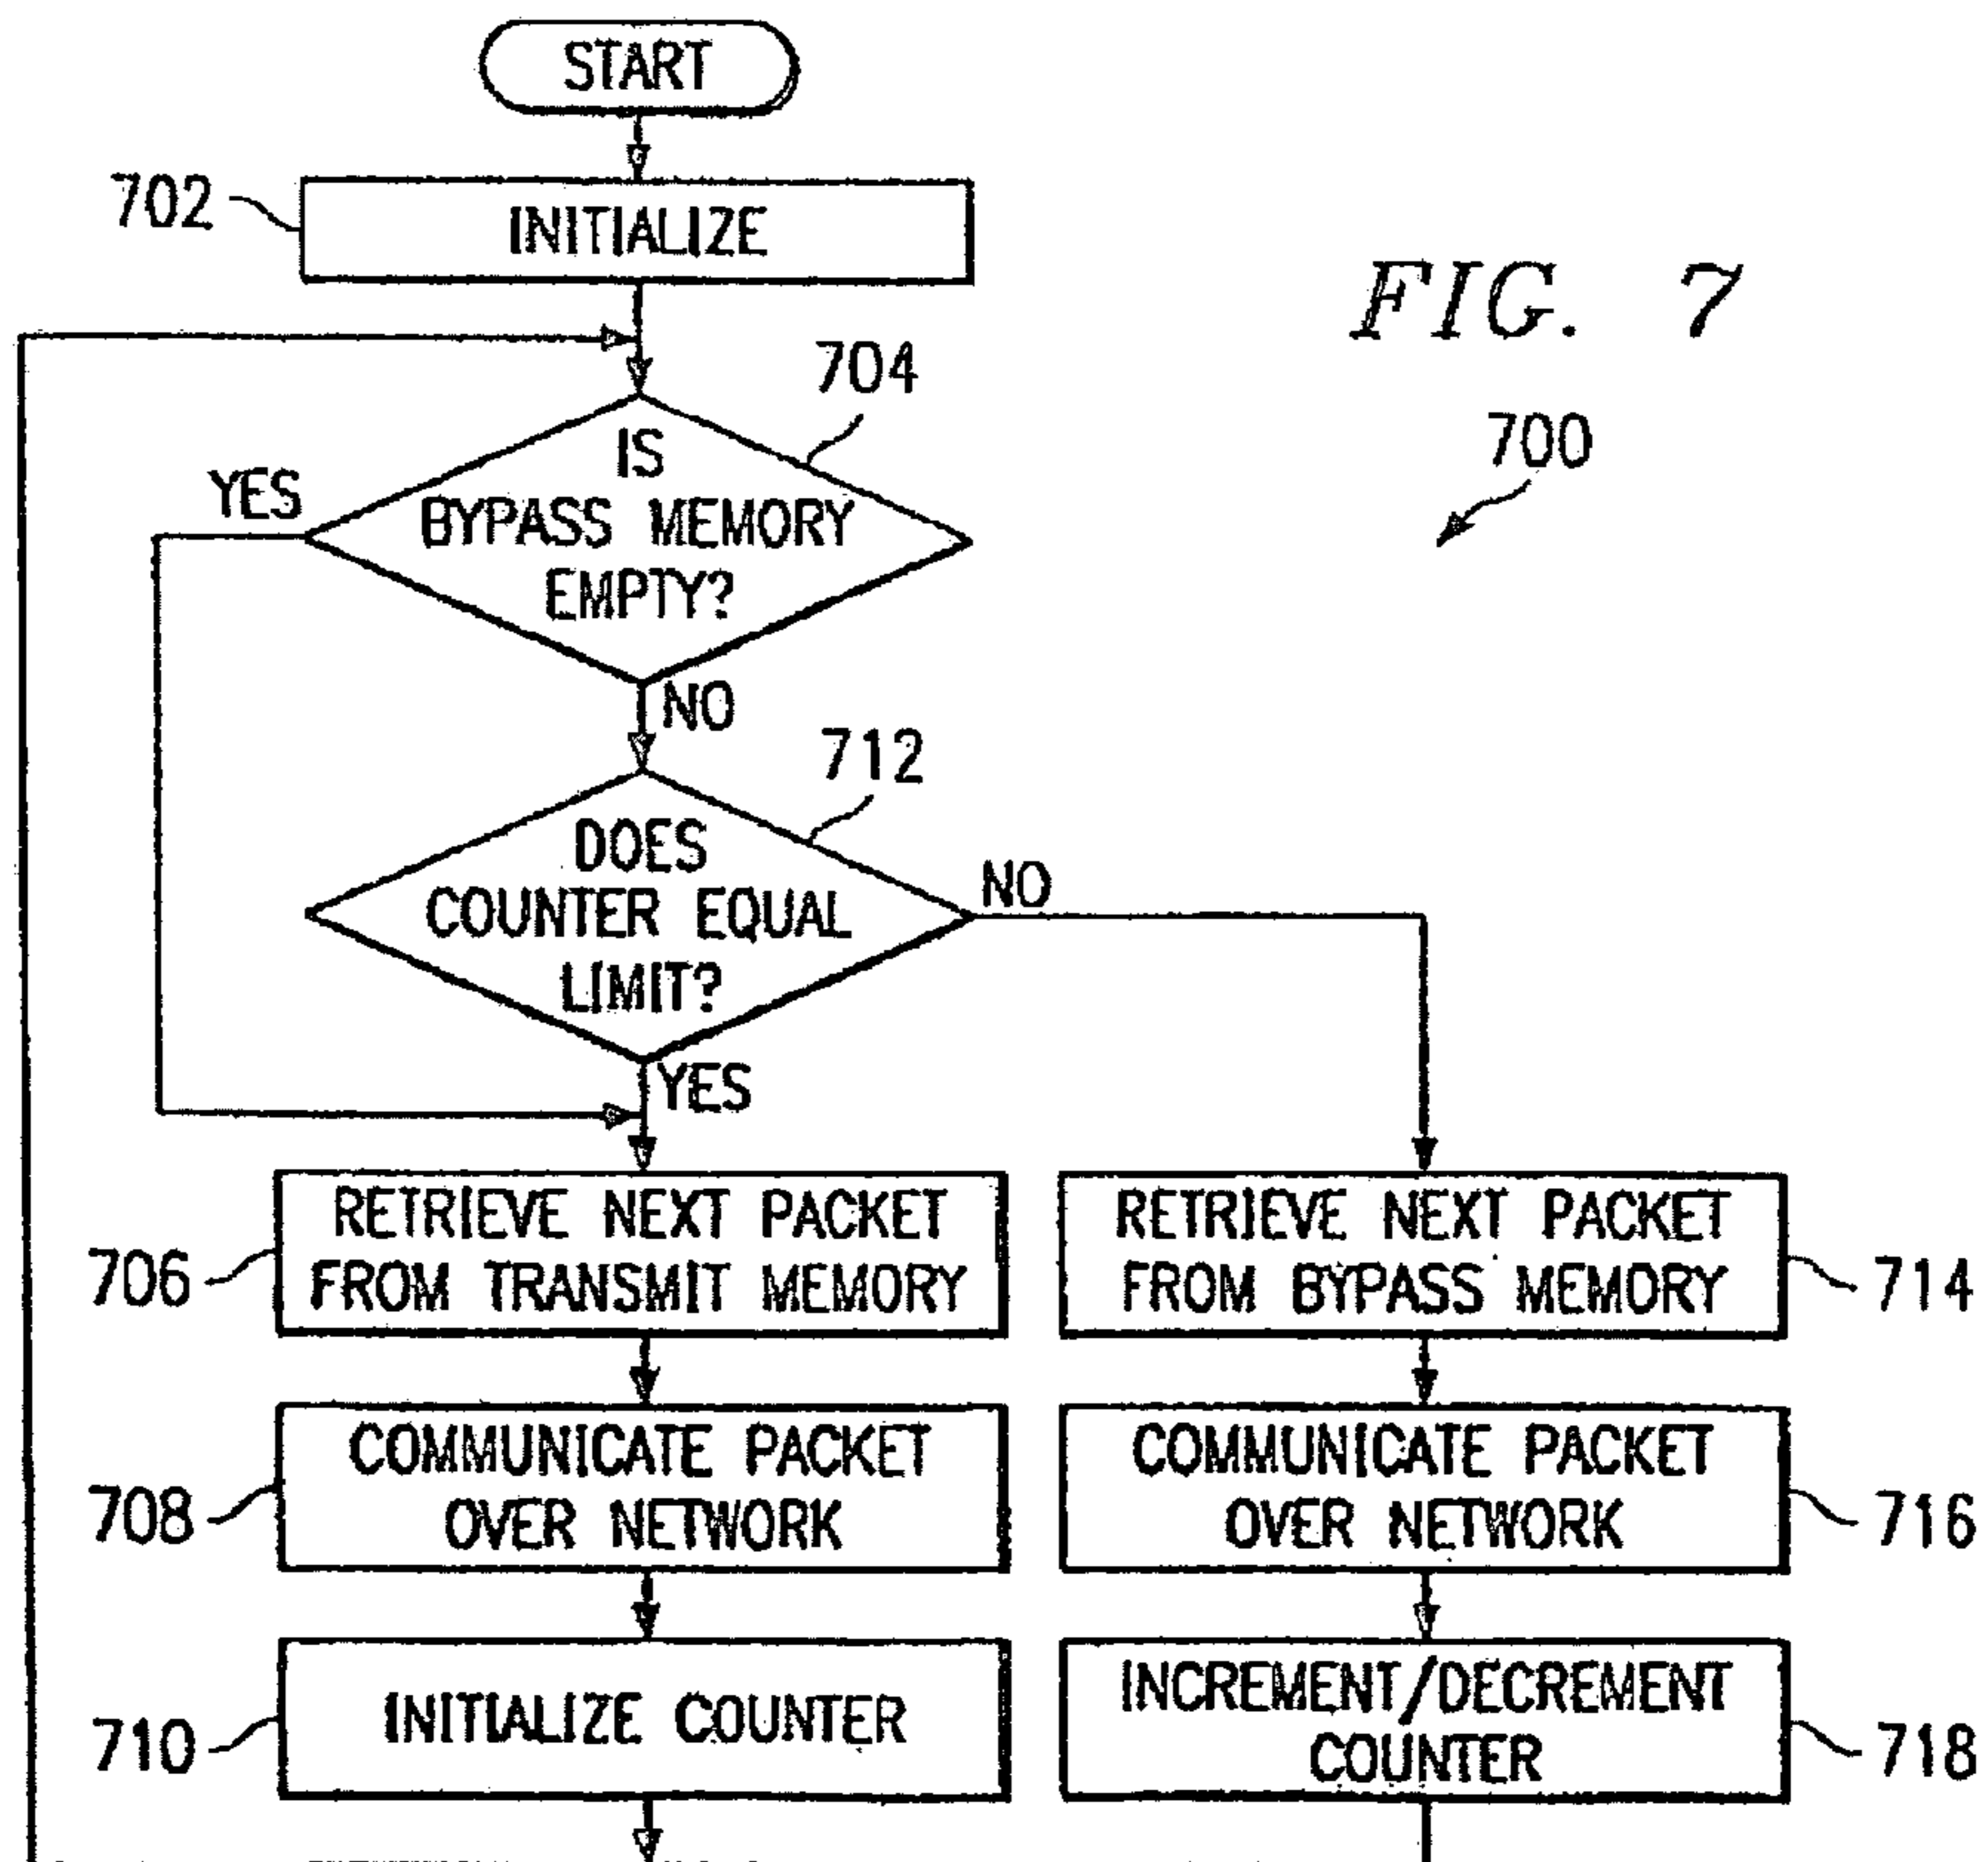 START
702
INITIALIZE
FIG. 7
704
700
IS
BYPASS MEMORY
EMPTY?
YES
NO
712
DOES
COUNTER EQUAL
LIMIT?
NO
YES
706
RETRIEVE NEXT PACKET
FROM TRANSMIT MEMORY
RETRIEVE NEXT PACKET
FROM BYPASS MEMORY
714
708
COMMUNICATE PACKET
OVER NETWORK
COMMUNICATE PACKET
OVER NETWORK
716
710
INITIALIZE COUNTER
INCREMENT/DECREMENT
COUNTER
718